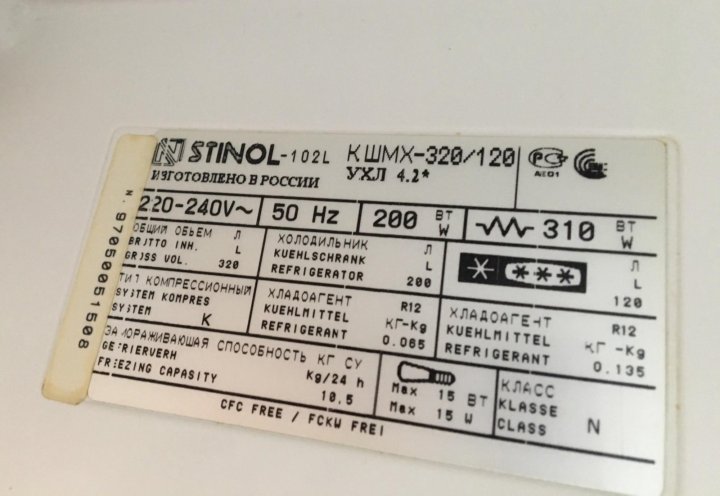 STINOL-102L КШМХ-320/120
ИЗГОТОВЛЕНО В РОССИИ УХЛ 4.2*
АЕ01
N. 97050051508
220-240V~ 50 Hz 200 ВТ W 310 ВТ W
ОБЩИЙ ОБЪЕМ Л
BRUTTO INH. L
GROSS VOL. 320
ХОЛОДИЛЬНИК Л
KUEHLSCHRANK L
REFRIGERATOR 200
Л
L
120
ТИП КОМПРЕССИОННЫЙ
SYSTEM KOMPRES
SYSTEM K
ХЛАДОАГЕНТ R12
KUEHLMITTEL КГ-Kg
REFRIGERANT 0.065
ХЛАДОАГЕНТ R12
KUEHLMITTEL КГ-Kg
REFRIGERANT 0.135
ЗАМОРАЖИВАЮЩАЯ СПОСОБНОСТЬ КГ СУ
GEFRIERVERH Kg/24 h
FREEZING CAPASITY 10,5
Max 15 ВТ
Max 15 W
КЛАСС
KLASSE
CLASS N
CFC FREE / FCKW FREI